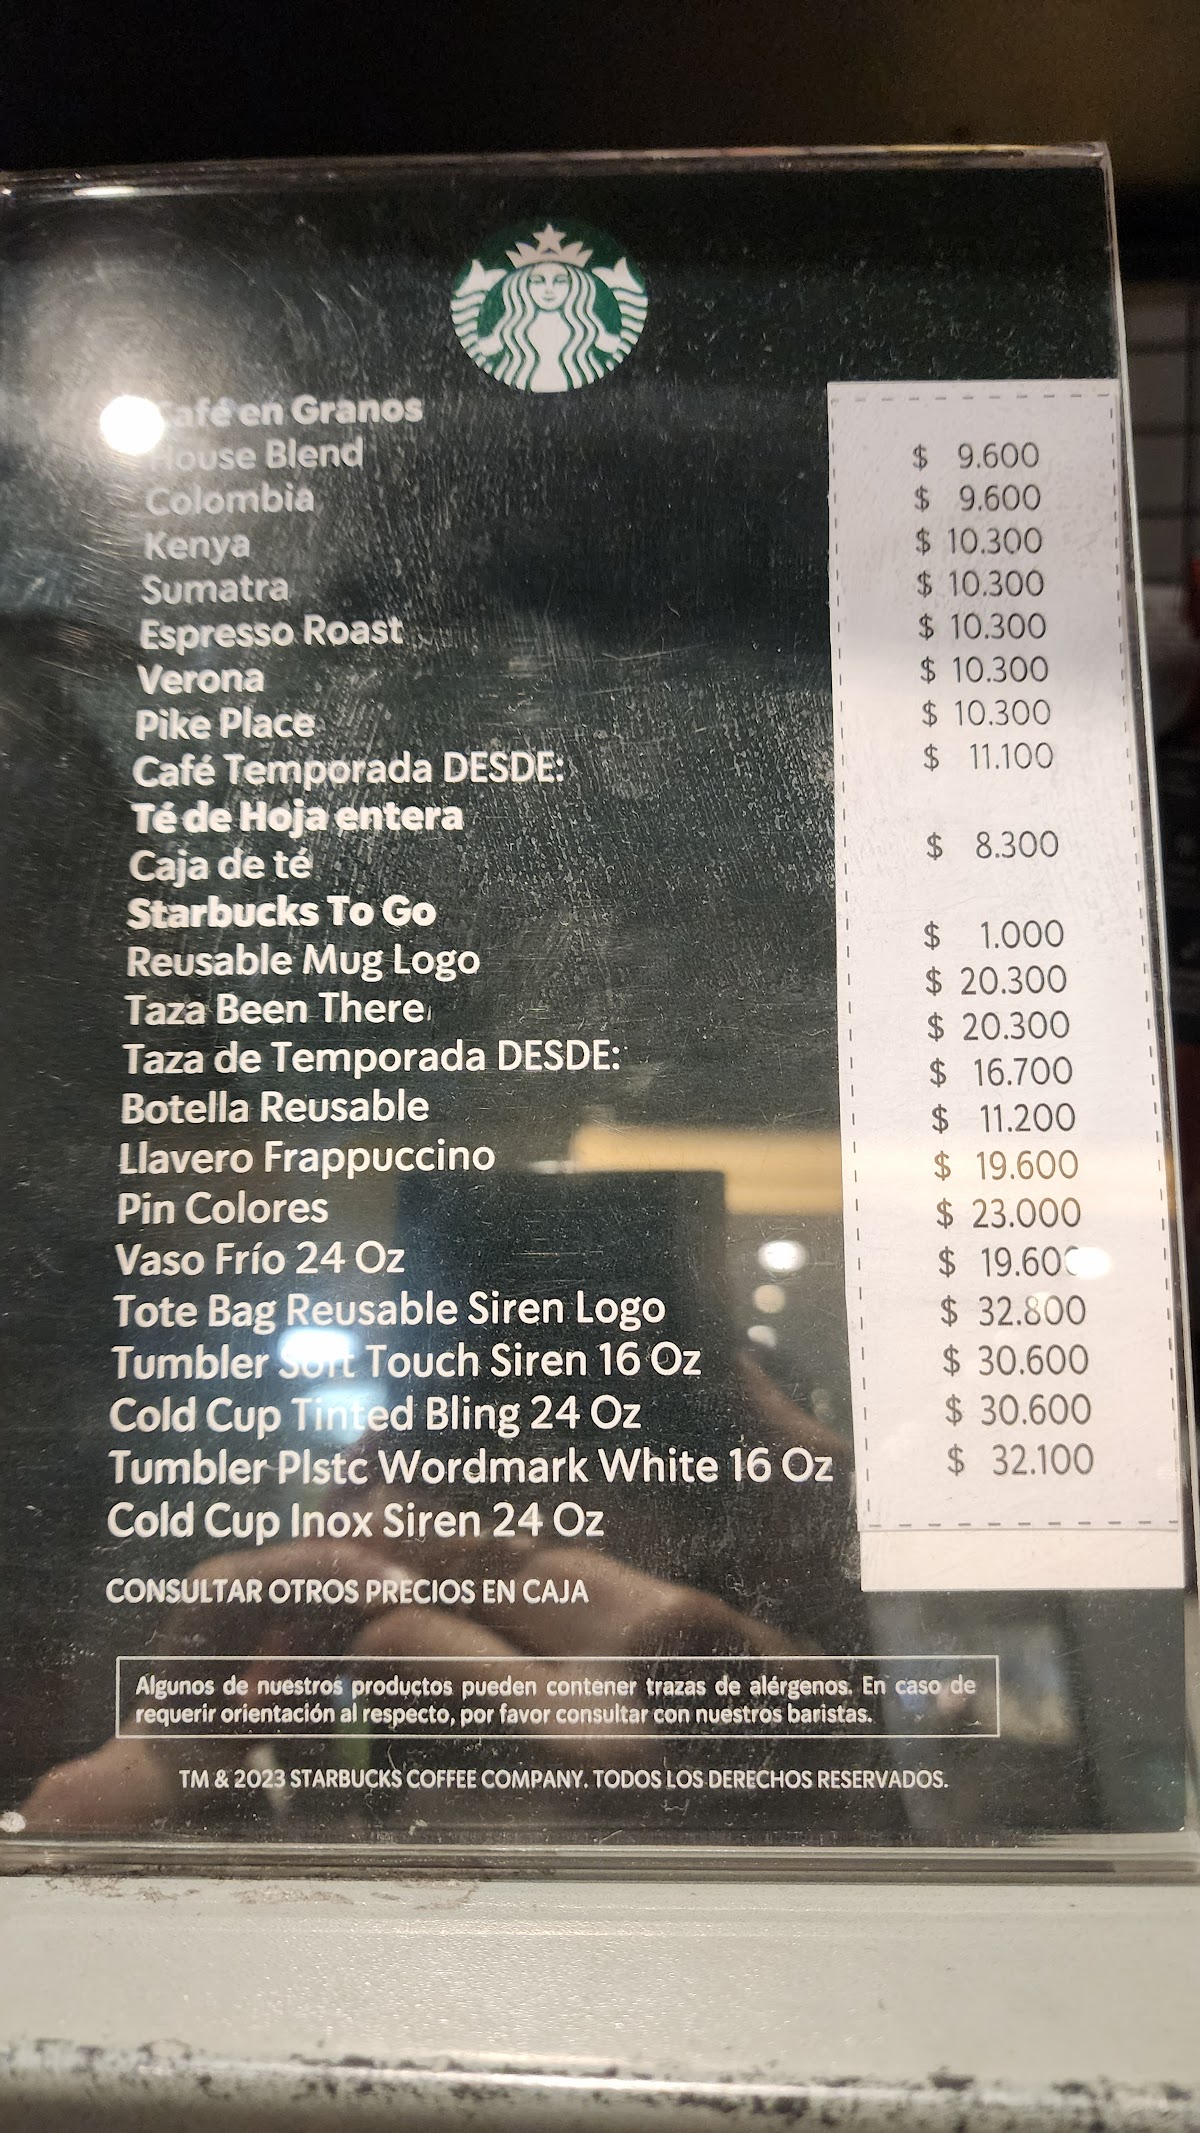 Café en Granos
House Blend $ 9.600
Colombia $ 9.600
Kenya $ 10.300
Sumatra $ 10.300
Espresso Roast $ 10.300
Verona $ 10.300
Pike Place $ 10.300
Café Temporada DESDE: $ 11.100
Té de Hoja entera
Caja de té $ 8.300
Starbucks To Go
Reusable Mug Logo $ 1.000
Taza Been There $ 20.300
Taza de Temporada DESDE: $ 20.300
Botella Reusable $ 16.700
Llavero Frappuccino $ 11.200
Pin Colores $ 19.600
Vaso Frío 24 Oz $ 23.000
Tote Bag Reusable Siren Logo $ 19.600
Tumbler Soft Touch Siren 16 Oz $ 32.800
Cold Cup Tinted Bling 24 Oz $ 30.600
Tumbler Plstc Wordmark White 16 Oz $ 30.600
Cold Cup Inox Siren 24 Oz $ 32.100
CONSULTAR OTROS PRECIOS EN CAJA
Algunos de nuestros productos pueden contener trazas de alérgenos. En caso de
requerir orientación al respecto, por favor consultar con nuestros baristas.
TM & 2023 STARBUCKS COFFEE COMPANY. TODOS LOS DERECHOS RESERVADOS.